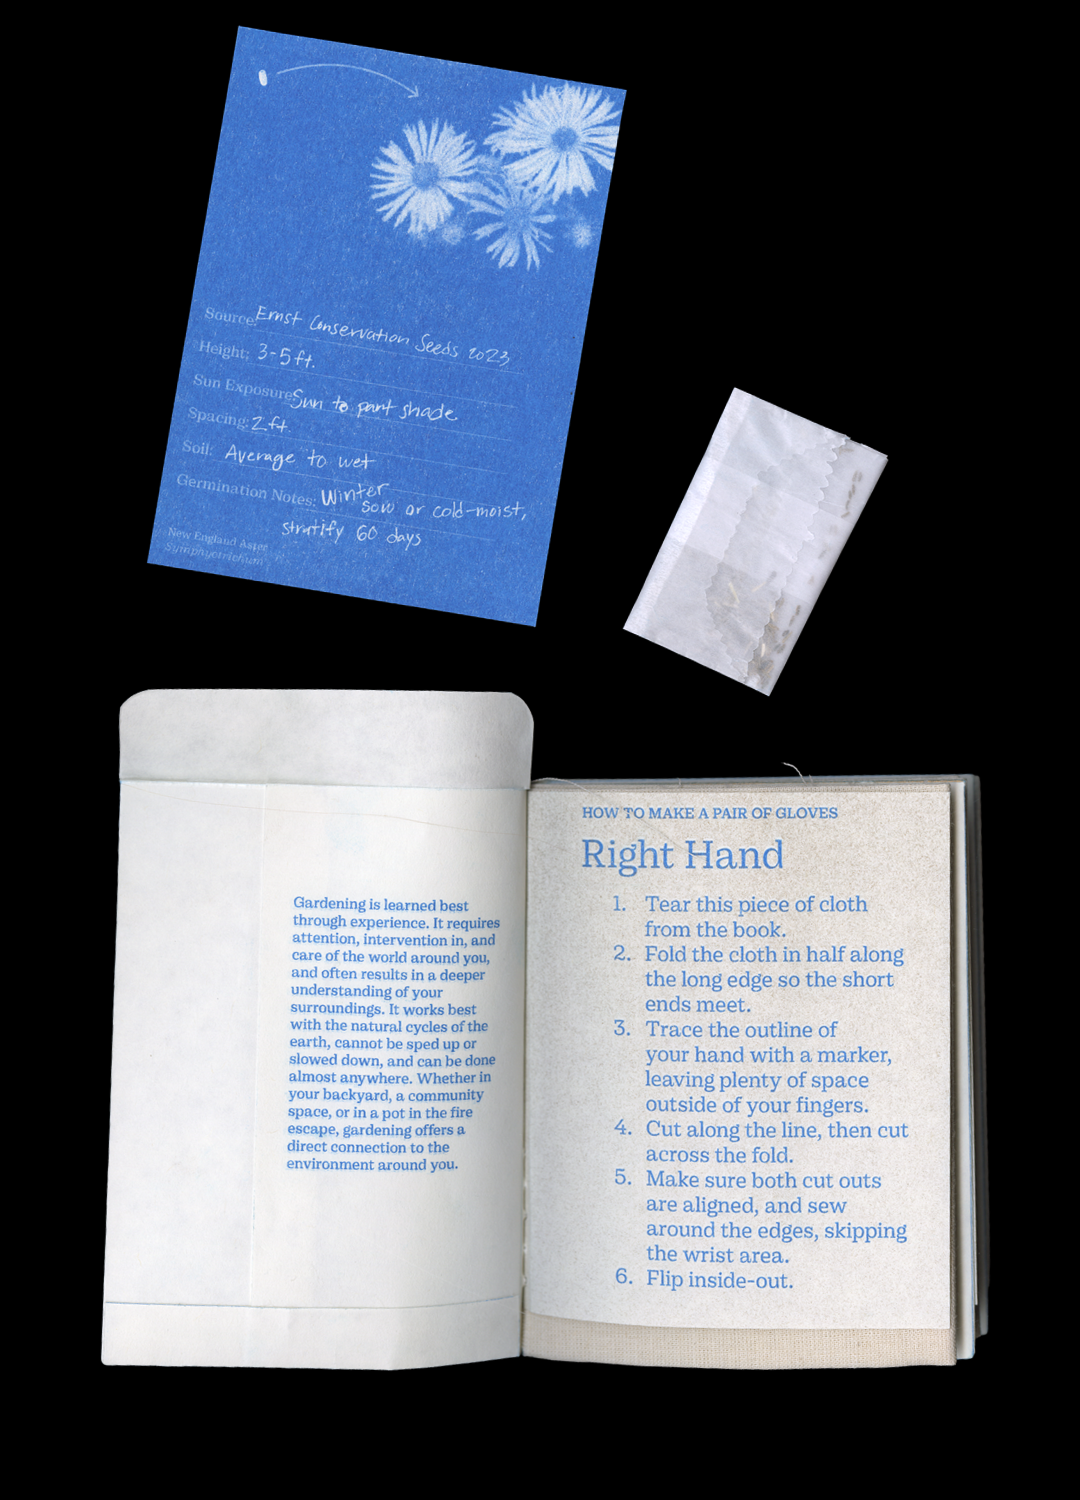 Source: Ernst Conservation Seeds 2023
Height: 3-5 ft.
Sun Exposure: Sun to part shade
Spacing: 2 ft.
Soil: Average to wet
Germination Notes: Winter
sow or cold-moist,
stratify 60 days
New England Aster
Symphyotrichum
Gardening is learned best
through experience. It requires
attention, intervention in, and
care of the world around you,
and often results in a deeper
understanding of your
surroundings. It works best
with the natural cycles of the
earth, cannot be sped up or
slowed down, and can be done
almost anywhere. Whether in
your backyard, a community
space, or in a pot in the fire
escape, gardening offers a
direct connection to the
environment around you.
HOW TO MAKE A PAIR OF GLOVES
Right Hand
1. Tear this piece of cloth
from the book.
2. Fold the cloth in half along
the long edge so the short
ends meet.
3. Trace the outline of
your hand with a marker,
leaving plenty of space
outside of your fingers.
4. Cut along the line, then cut
across the fold.
5. Make sure both cut outs
are aligned, and sew
around the edges, skipping
the wrist area.
6. Flip inside-out.